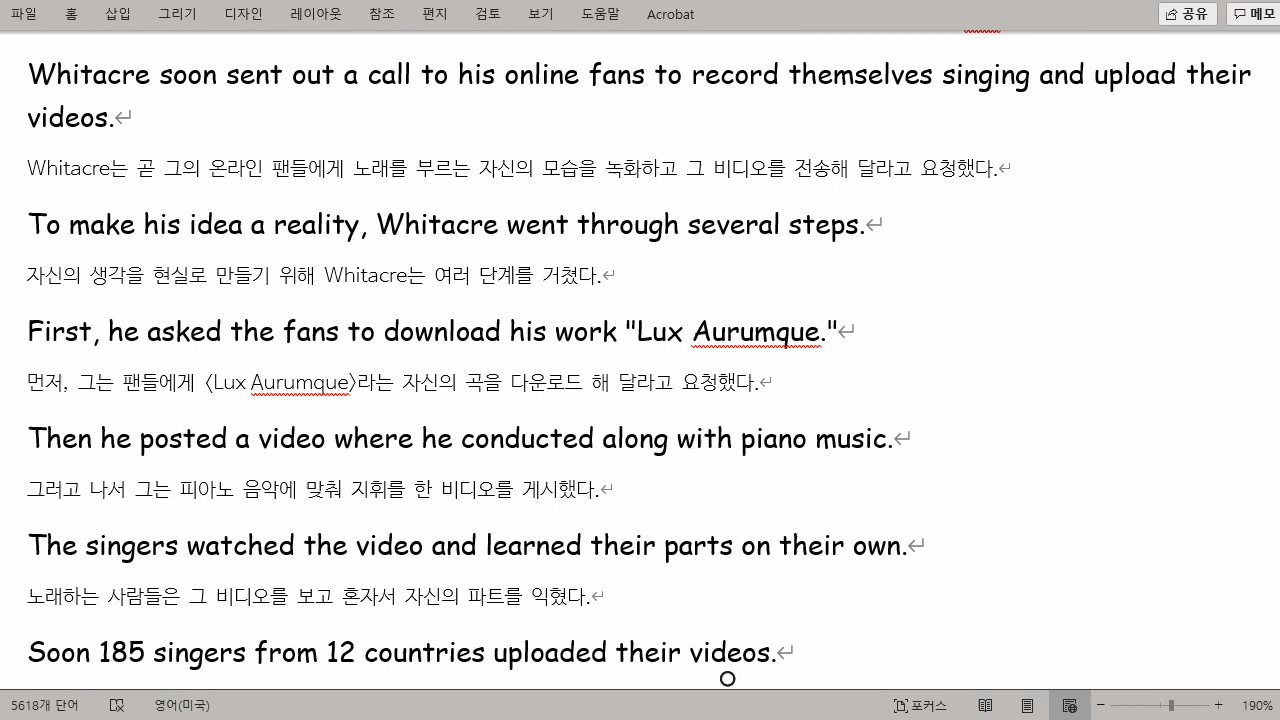 파일 홈 삽입 그리기 디자인 레이아웃 참조 편지 검토 보기 도움말 Acrobat 공유 메모
Whitacre soon sent out a call to his online fans to record themselves singing and upload their
videos.
Whitacre는 곧 그의 온라인 팬들에게 노래를 부르는 자신의 모습을 녹화하고 그 비디오를 전송해 달라고 요청했다.
To make his idea a reality, Whitacre went through several steps.
자신의 생각을 현실로 만들기 위해 Whitacre는 여러 단계를 거쳤다.
First, he asked the fans to download his work "Lux Aurumque."
먼저, 그는 팬들에게 〈Lux Aurumque〉라는 자신의 곡을 다운로드 해 달라고 요청했다.
Then he posted a video where he conducted along with piano music.
그러고 나서 그는 피아노 음악에 맞춰 지휘를 한 비디오를 게시했다.
The singers watched the video and learned their parts on their own.
노래하는 사람들은 그 비디오를 보고 혼자서 자신의 파트를 익혔다.
Soon 185 singers from 12 countries uploaded their videos.
5618개 단어 영어(미국) 포커스 190%